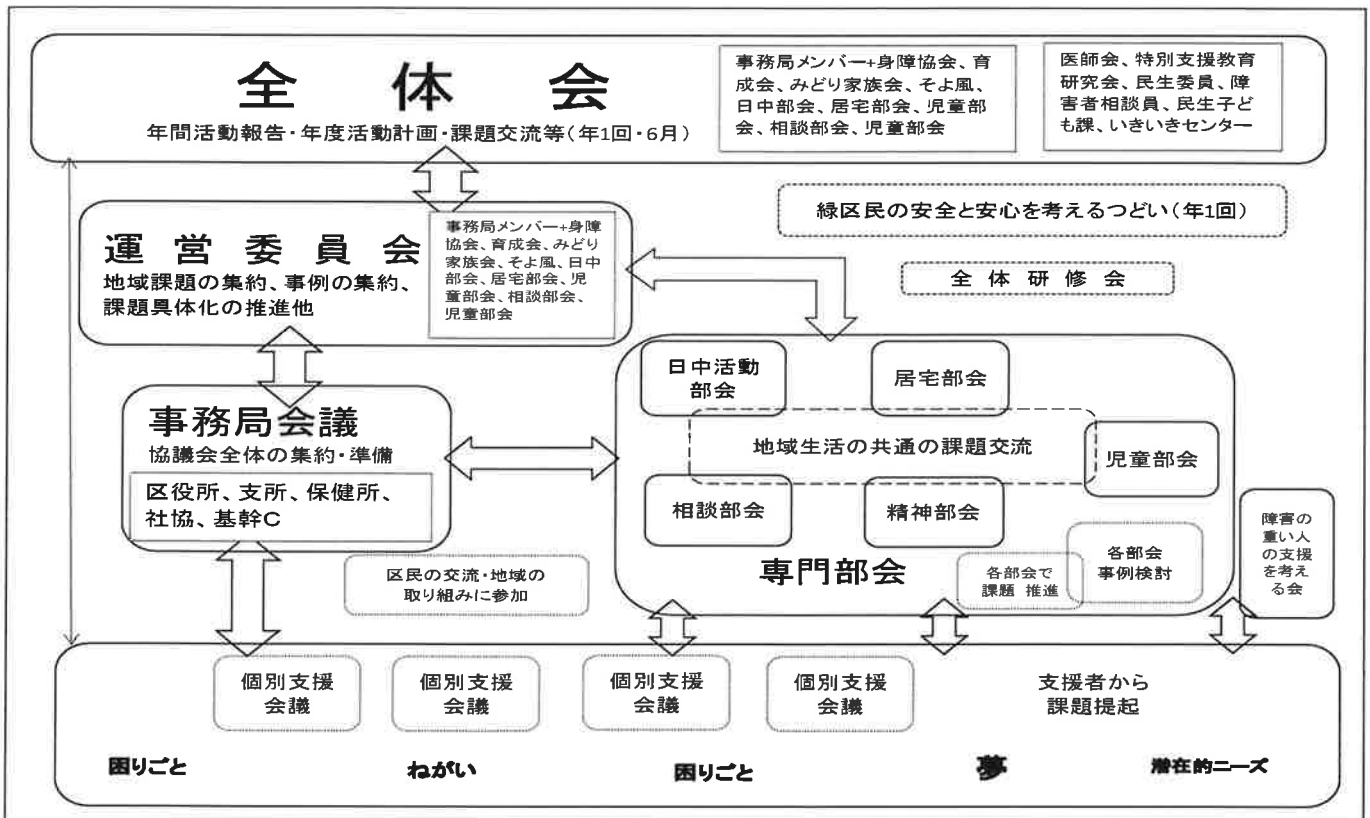 全体会
年間活動報告・年度活動計画・課題交流等(年1回・6月)
事務局メンバー+身障協会、育
成会、みどり家族会、そよ風、
日中部会、居宅部会、児童部
会、相談部会、児童部会
医師会、特別支援教育
研究会、民生委員、障
害者相談員、民生子ど
も課、いきいきセンター
緑区民の安全と安心を考えるつどい(年1回)
全体研修会
運営委員会
地域課題の集約、事例の集約、
課題具体化の推進他
事務局メンバー+身障
協会、育成会、みどり
家族会、そよ風、日中
部会、居宅部会、児
童部会、相談部会、
児童部会
事務局会議
協議会全体の集約・準備
区役所、支所、保健所、
社協、基幹C
日中活動
部会
居宅部会
地域生活の共通の課題交流
児童部会
相談部会
精神部会
専門部会
各部会で
課題 推進
各部会
事例検討
障害の
重い人
の支援
を考え
る会
区民の交流・地域の
取り組みに参加
個別支援
会議
個別支援
会議
個別支援
会議
個別支援
会議
支援者から
課題提起
困りごと
ねがい
困りごと
夢
潜在的ニーズ